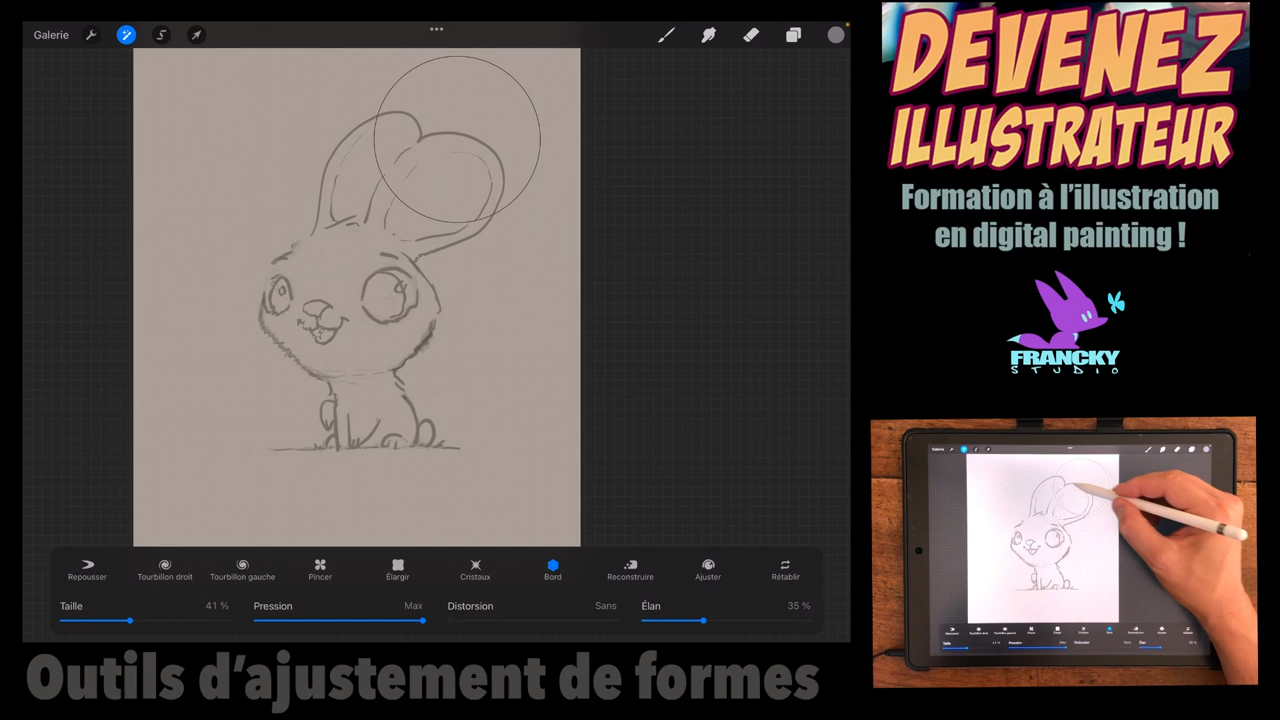 Galerie
Repousser Tourbillon droit Tourbillon gauche Pincer Élargir Cristaux Bord Reconstruire Ajuster Rétablir
Taille 41 % Pression Max Distorsion Sans Élan 35 %
Outils d'ajustement de formes
DEVENEZ
ILLUSTRATEUR
Formation à l'illustration
en digital painting !
FRANCKY
STUDIO